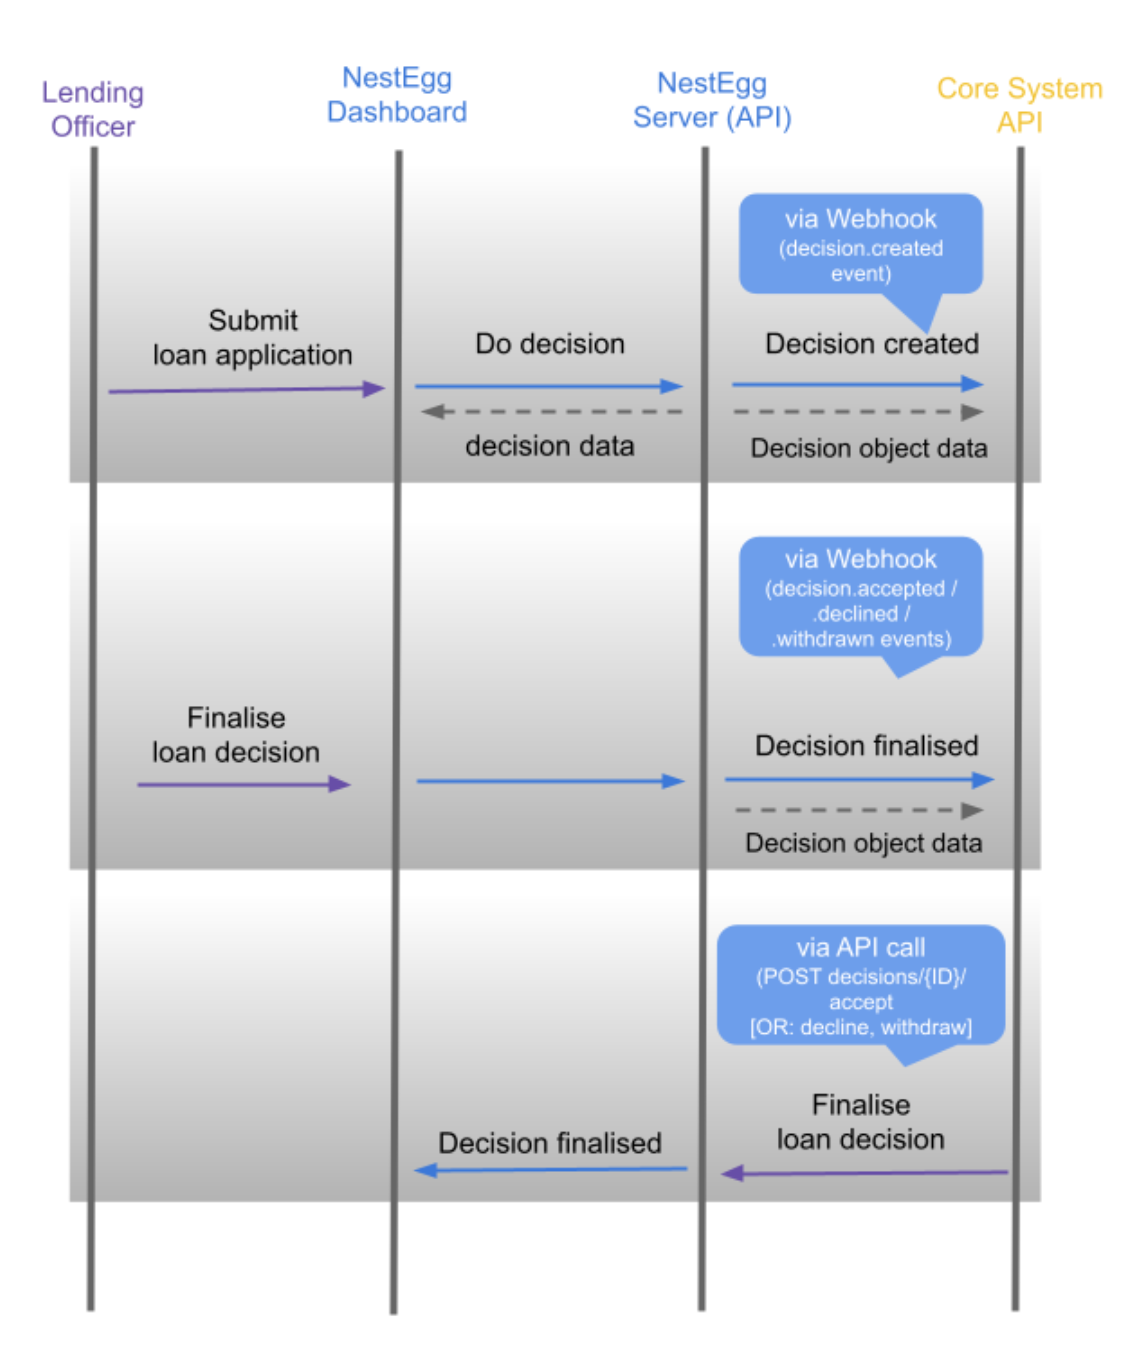 Lending
Officer
NestEgg
Dashboard
NestEgg
Server (API)
Core System
API
via Webhook
(decision.created
event)
Submit
loan application
Do decision
Decision created
decision data
Decision object data
via Webhook
(decision.accepted /
.declined /
.withdrawn events)
Finalise
loan decision
Decision finalised
Decision object data
via API call
(POST decisions/{ID}/
accept
[OR: decline, withdraw]
Finalise
loan decision
Decision finalised